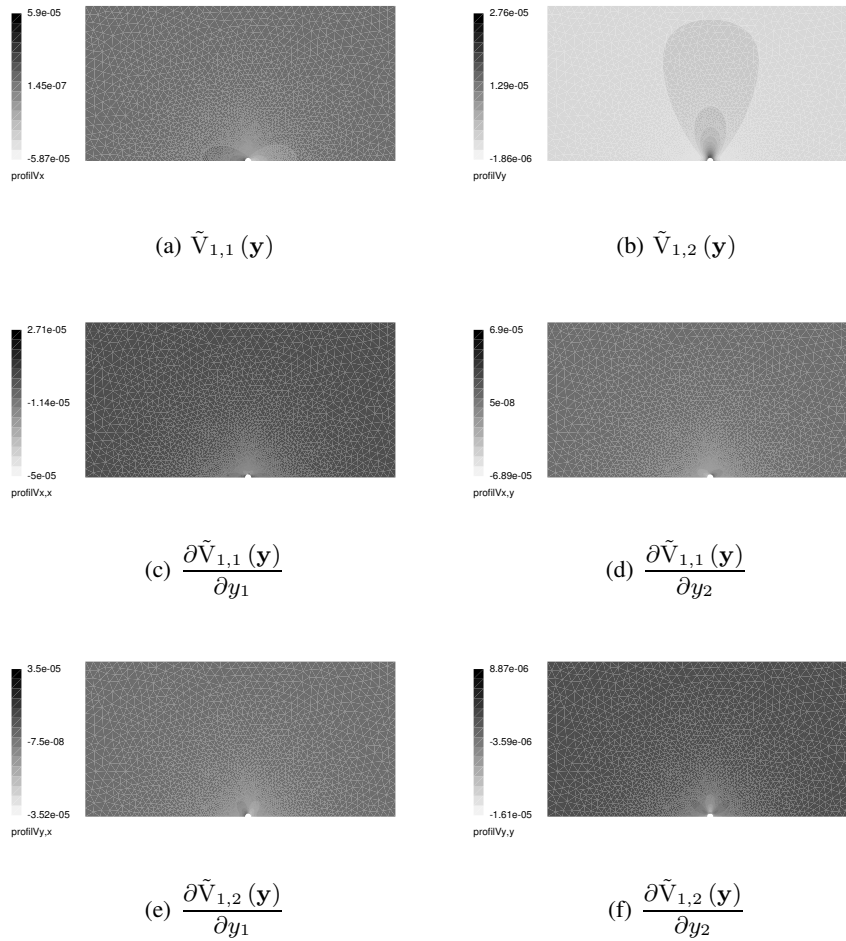 5.9e-05
1.45e-07
-5.87e-05
profilVx
2.76e-05
1.29e-05
-1.86e-06
profilVy
(a) Ṽ1,1 (y)
(b) Ṽ1,2 (y)
2.71e-05
-1.14e-05
-5e-05
profilVx,x
6.9e-05
5e-08
-6.89e-05
profilVx,y
(c) ∂Ṽ1,1 (y)
∂y1
(d) ∂Ṽ1,1 (y)
∂y2
3.5e-05
-7.5e-08
-3.52e-05
profilVy,x
8.87e-06
-3.59e-06
-1.61e-05
profilVy,y
(e) ∂Ṽ1,2 (y)
∂y1
(f) ∂Ṽ1,2 (y)
∂y2